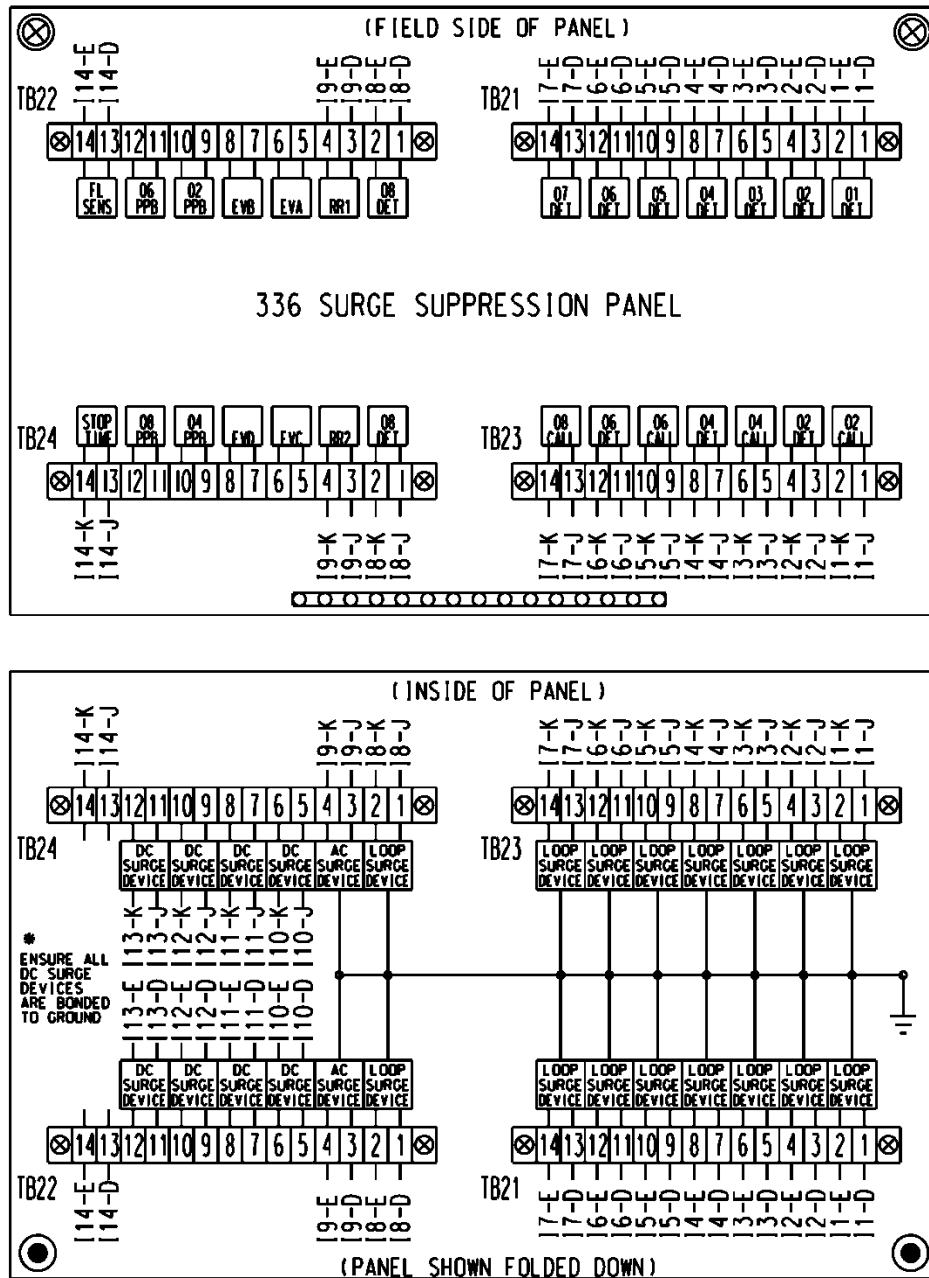 (FIELD SIDE OF PANEL)
I14-E I14-D I9-E I9-D I8-E I8-D I7-E I7-D I6-E I6-D I5-E I5-D I4-E I4-D I3-E I3-D I2-E I2-D I1-E I1-D
TB22 TB21
14 13 12 11 10 9 8 7 6 5 4 3 2 1 14 13 12 11 10 9 8 7 6 5 4 3 2 1
FL 06 02 EVB EVA RR1 08 07 06 05 04 03 02 01
SENS PPB PPB DET DET DET DET DET DET DET DET
336 SURGE SUPPRESSION PANEL
STOP 08 04 EVD EVC RR2 08 08 06 06 04 04 02 02
TIME PPB PPB DET CALL DET CALL DET CALL DET CALL
TB24 TB23
14 13 12 11 10 9 8 7 6 5 4 3 2 1 14 13 12 11 10 9 8 7 6 5 4 3 2 1
I14-K I14-J I9-K I9-J I8-K I8-J I7-K I7-J I6-K I6-J I5-K I5-J I4-K I4-J I3-K I3-J I2-K I2-J I1-K I1-J
(INSIDE OF PANEL)
I14-K I14-J I9-K I9-J I8-K I8-J I7-K I7-J I6-K I6-J I5-K I5-J I4-K I4-J I3-K I3-J I2-K I2-J I1-K I1-J
14 13 12 11 10 9 8 7 6 5 4 3 2 1 14 13 12 11 10 9 8 7 6 5 4 3 2 1
TB24 TB23
DC DC DC DC AC LOOP LOOP LOOP LOOP LOOP LOOP LOOP LOOP
SURGE SURGE SURGE SURGE SURGE SURGE SURGE SURGE SURGE SURGE SURGE SURGE SURGE
DEVICE DEVICE DEVICE DEVICE DEVICE DEVICE DEVICE DEVICE DEVICE DEVICE DEVICE DEVICE DEVICE
I13-K I13-J I12-K I12-J I11-K I11-J I10-K I10-J
*
ENSURE ALL
DC SURGE
DEVICES
ARE BONDED
TO GROUND
I13-E I13-D I12-E I12-D I11-E I11-D I10-E I10-D
DC DC DC DC AC LOOP LOOP LOOP LOOP LOOP LOOP LOOP LOOP
SURGE SURGE SURGE SURGE SURGE SURGE SURGE SURGE SURGE SURGE SURGE SURGE SURGE
DEVICE DEVICE DEVICE DEVICE DEVICE DEVICE DEVICE DEVICE DEVICE DEVICE DEVICE DEVICE DEVICE
14 13 12 11 10 9 8 7 6 5 4 3 2 1 14 13 12 11 10 9 8 7 6 5 4 3 2 1
TB22 TB21
I14-E I14-D I9-E I9-D I8-E I8-D I7-E I7-D I6-E I6-D I5-E I5-D I4-E I4-D I3-E I3-D I2-E I2-D I1-E I1-D
(PANEL SHOWN FOLDED DOWN)